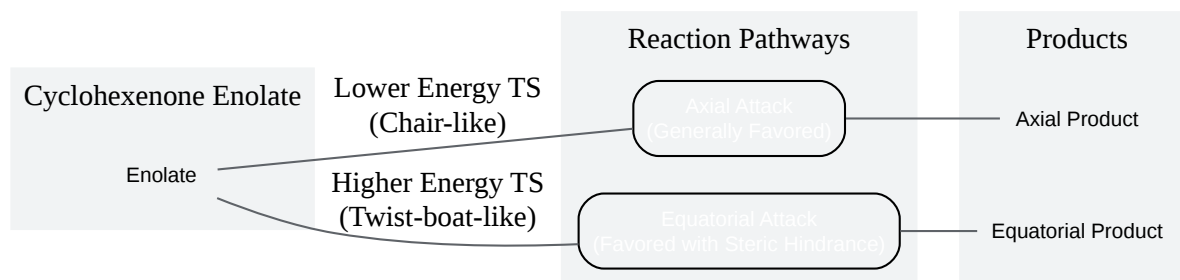 Cyclohexenone Enolate
Enolate
Lower Energy TS
(Chair-like)
Higher Energy TS
(Twist-boat-like)
Reaction Pathways
Axial Attack
(Generally Favored)
Equatorial Attack
(Favored with Steric Hindrance)
Products
Axial Product
Equatorial Product